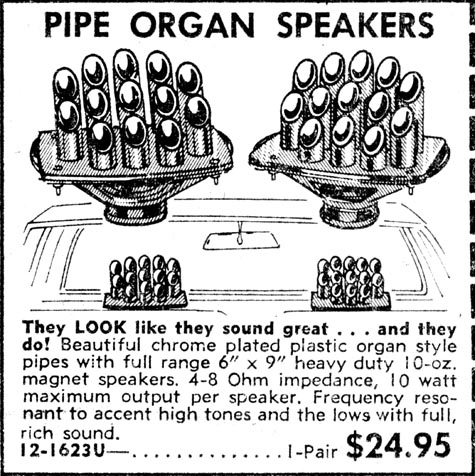 PIPE ORGAN SPEAKERS
They LOOK like they sound great . . . and they
do! Beautiful chrome plated plastic organ style
pipes with full range 6" x 9" heavy duty 10-oz.
magnet speakers. 4-8 Ohm impedance, 10 watt
maximum output per speaker. Frequency reso-
nant to accent high tones and the lows with full,
rich sound.
12-1623U—. . . . . . . . . . . . . . 1-Pair $24.95